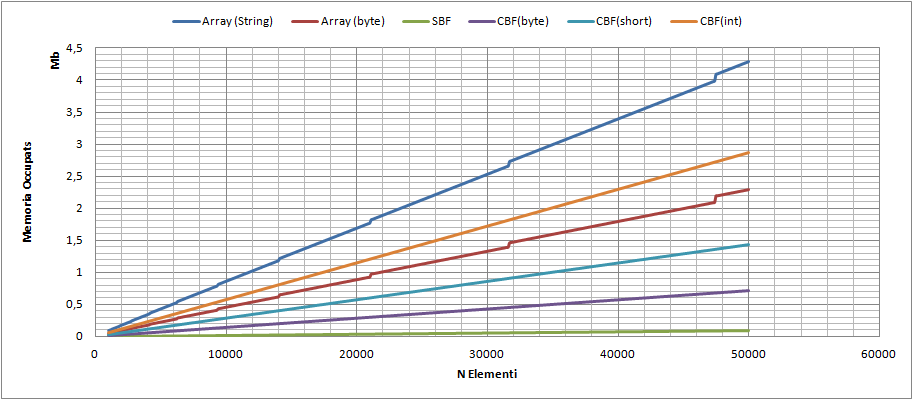 Array (String) Array (byte) SBF CBF(byte) CBF(short) CBF(int)
Mb
Memoria Occupats
4,5
4
3,5
3
2,5
2
1,5
1
0,5
0
0 10000 20000 30000 40000 50000 60000
N Elementi